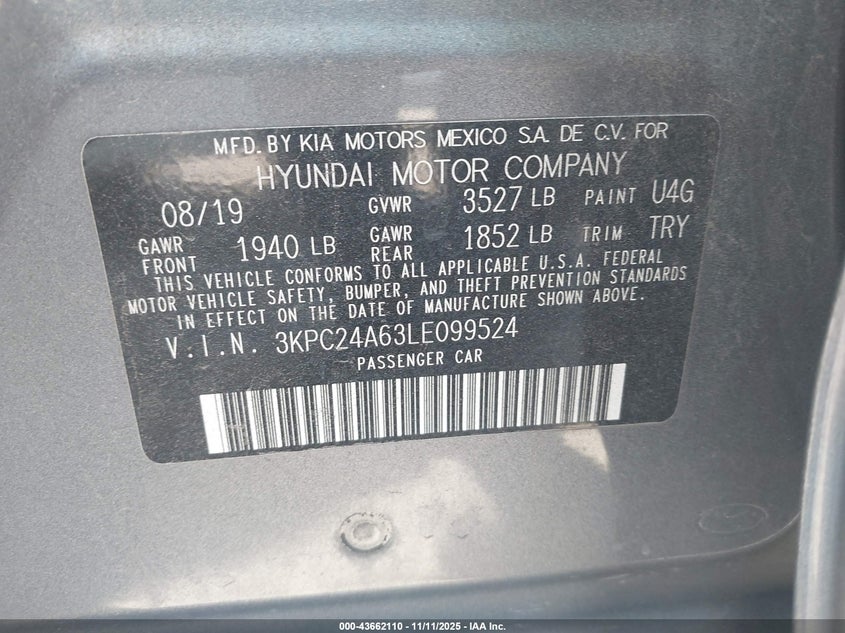 MFD. BY KIA MOTORS MEXICO S.A. DE C.V. FOR
HYUNDAI MOTOR COMPANY
08/19 GVWR 3527 LB PAINT U4G
GAWR FRONT 1940 LB GAWR REAR 1852 LB TRIM TRY
THIS VEHICLE CONFORMS TO ALL APPLICABLE U.S.A. FEDERAL
MOTOR VEHICLE SAFETY, BUMPER, AND THEFT PREVENTION STANDARDS
IN EFFECT ON THE DATE OF MANUFACTURE SHOWN ABOVE.
V.I.N. 3KPC24A63LE099524
PASSENGER CAR
000-43662110 - 11/11/2025 - IAA Inc.